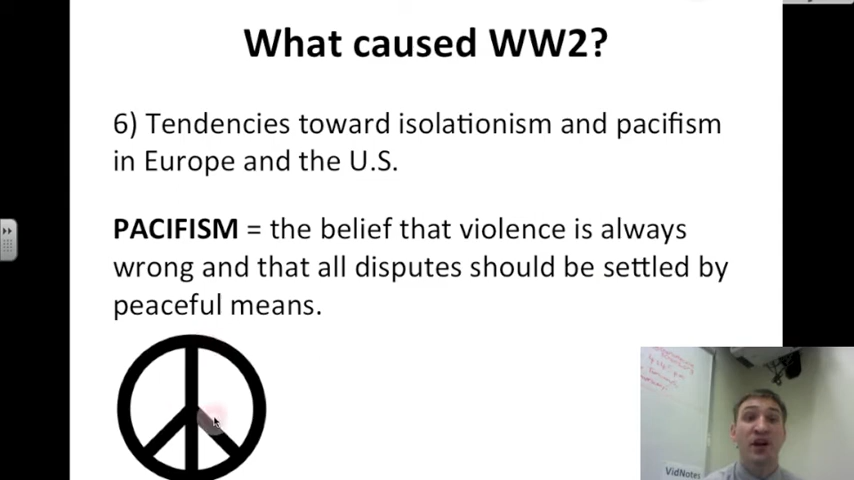 What caused WW2?
6) Tendencies toward isolationism and pacifism
in Europe and the U.S.
PACIFISM = the belief that violence is always
wrong and that all disputes should be settled by
peaceful means.
VidNotes